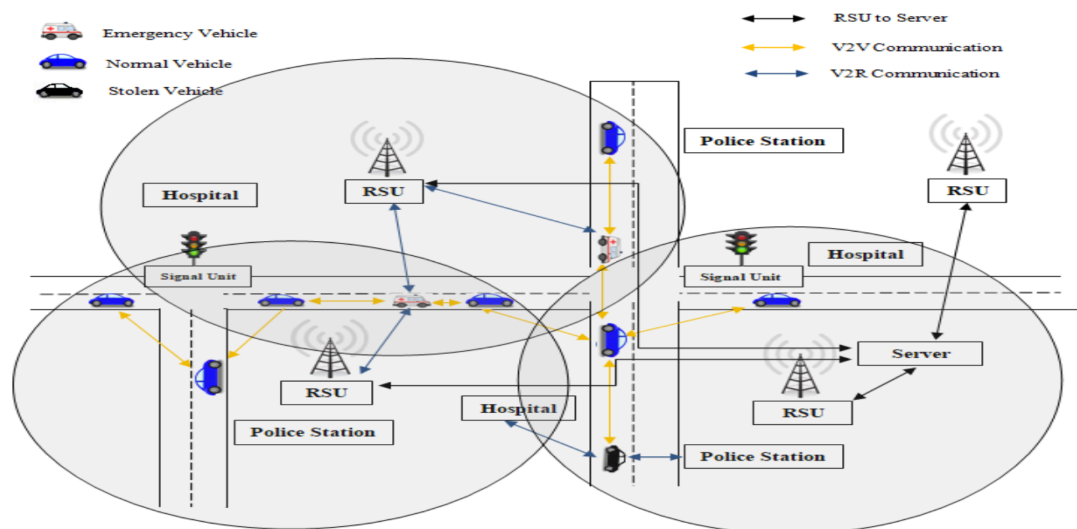 Emergency Vehicle
Normal Vehicle
Stolen Vehicle
RSU to Server
V2V Communication
V2R Communication
Police Station
RSU
Hospital
RSU
Signal Unit
Signal Unit
Hospital
RSU
Hospital
Police Station
Server
RSU
Police Station